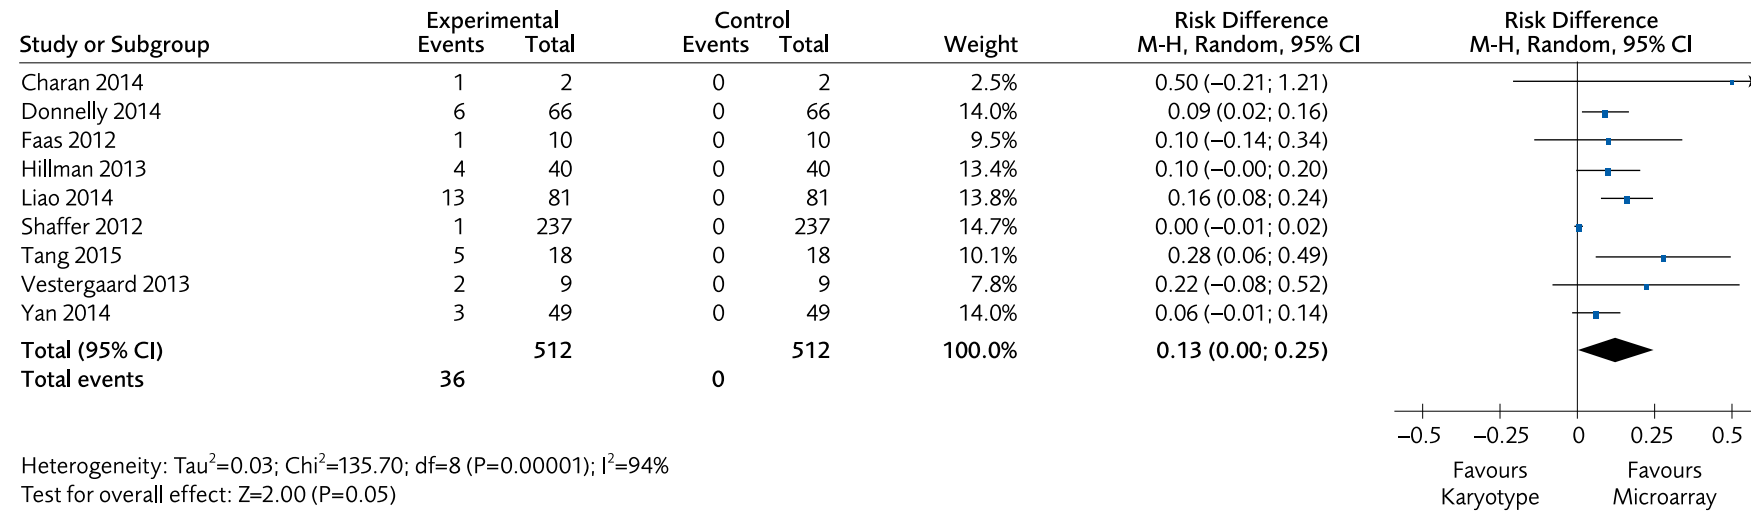 Experimental Control Risk Difference Risk Difference
Study or Subgroup Events Total Events Total Weight M-H, Random, 95% CI M-H, Random, 95% CI
Charan 2014 1 2 0 2 2.5% 0.50 (−0.21; 1.21)
Donnelly 2014 6 66 0 66 14.0% 0.09 (0.02; 0.16)
Faas 2012 1 10 0 10 9.5% 0.10 (−0.14; 0.34)
Hillman 2013 4 40 0 40 13.4% 0.10 (−0.00; 0.20)
Liao 2014 13 81 0 81 13.8% 0.16 (0.08; 0.24)
Shaffer 2012 1 237 0 237 14.7% 0.00 (−0.01; 0.02)
Tang 2015 5 18 0 18 10.1% 0.28 (0.06; 0.49)
Vestergaard 2013 2 9 0 9 7.8% 0.22 (−0.08; 0.52)
Yan 2014 3 49 0 49 14.0% 0.06 (−0.01; 0.14)
Total (95% CI) 512 512 100.0% 0.13 (0.00; 0.25)
Total events 36 0
−0.5 −0.25 0 0.25 0.5
Heterogeneity: Tau²=0.03; Chi²=135.70; df=8 (P=0.00001); I²=94%
Test for overall effect: Z=2.00 (P=0.05)
Favours Favours
Karyotype Microarray